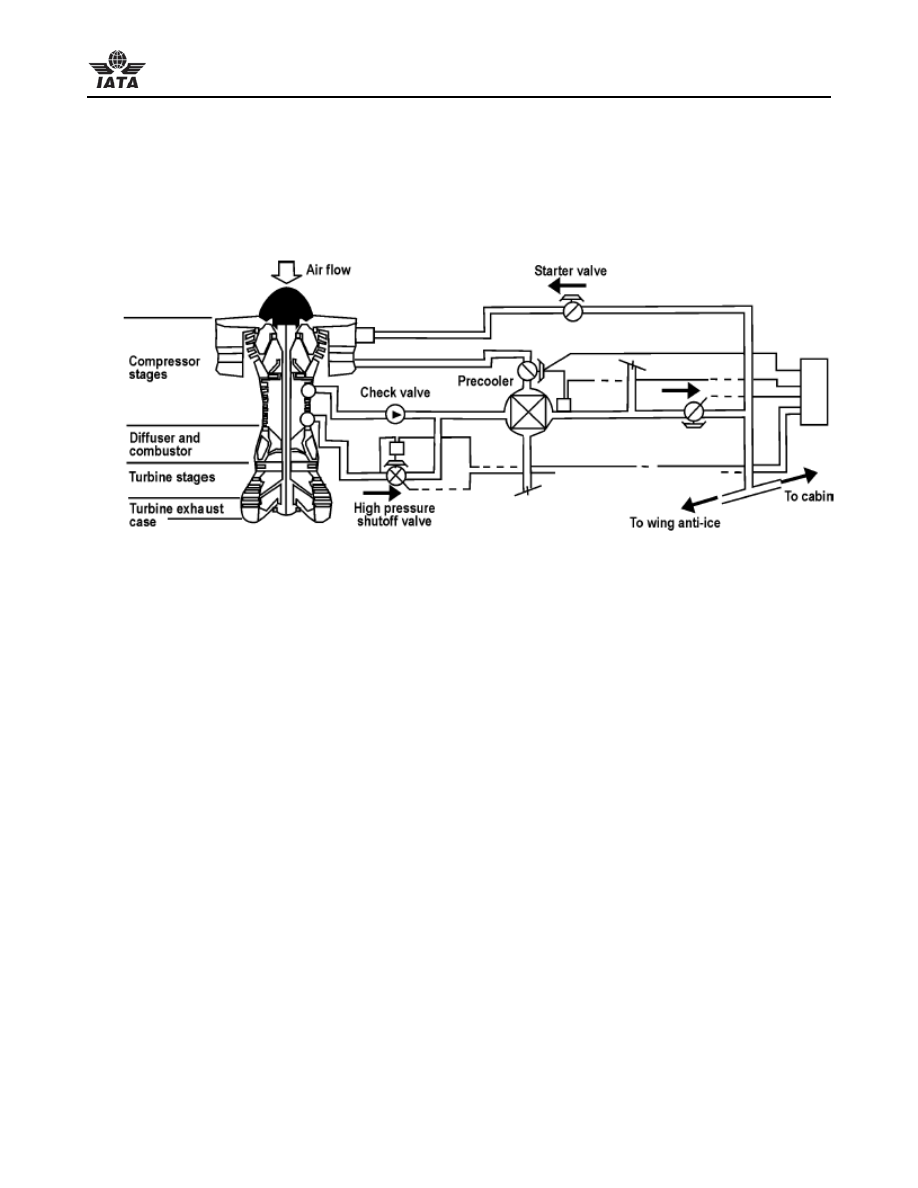 IATA
Air flow
Starter valve
Compressor
stages
Precooler
Check valve
Diffuser and
combustor
Turbine stages
Turbine exhaust
case
High pressure
shutoff valve
To wing anti-ice
To cabin